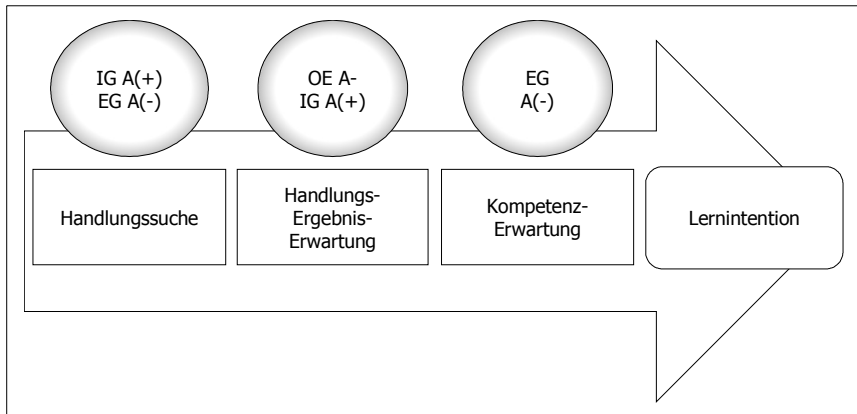 IG A(+)
EG A(-)
OE A-
IG A(+)
EG
A(-)
Handlungssuche
Handlungs-
Ergebnis-
Erwartung
Kompetenz-
Erwartung
Lernintention